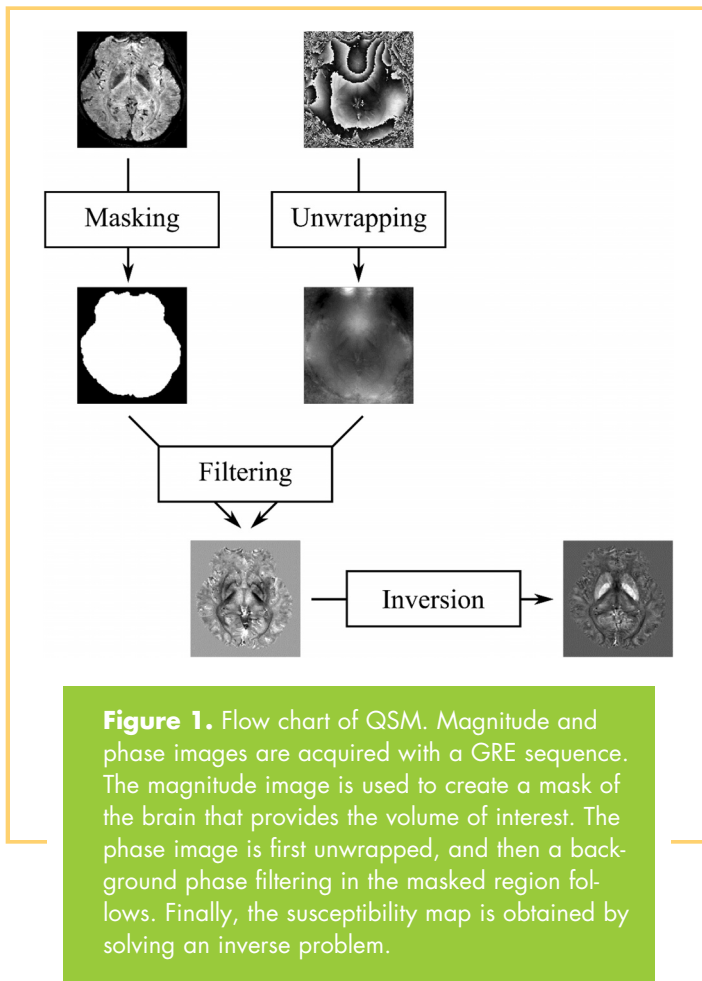 Masking
Unwrapping
Filtering
Inversion
Figure 1. Flow chart of QSM. Magnitude and
phase images are acquired with a GRE sequence.
The magnitude image is used to create a mask of
the brain that provides the volume of interest. The
phase image is first unwrapped, and then a back-
ground phase filtering in the masked region fol-
lows. Finally, the susceptibility map is obtained by
solving an inverse problem.